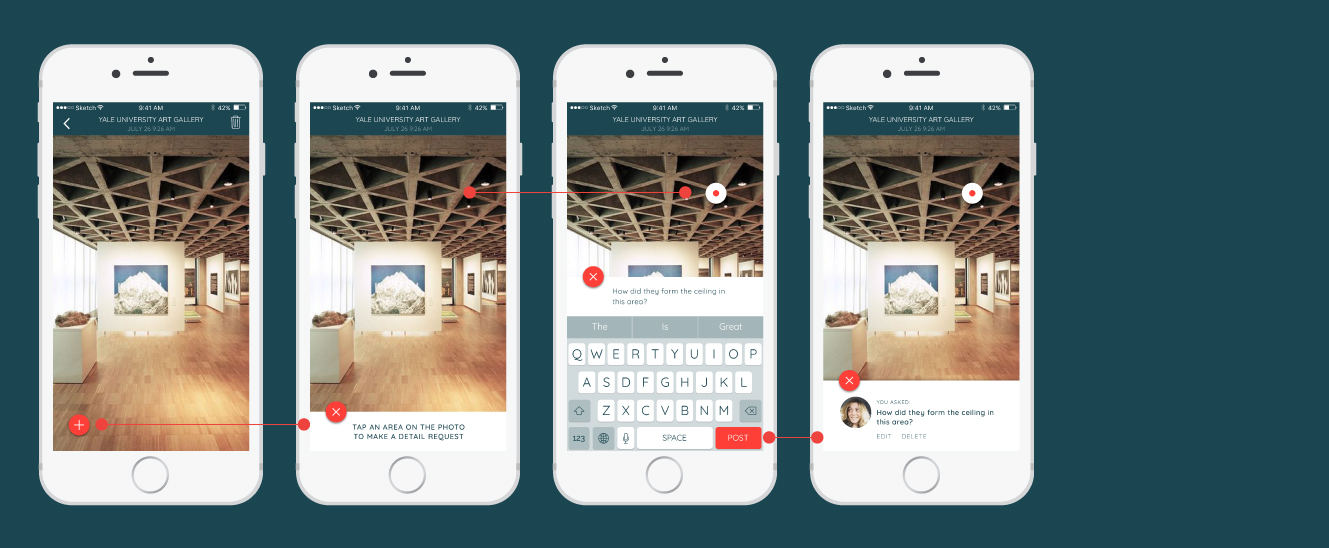 Sketch 9:41 AM 42%
YALE UNIVERSITY ART GALLERY
JULY 26 9:26 AM
Sketch 9:41 AM 42%
YALE UNIVERSITY ART GALLERY
JULY 26 9:26 AM
TAP AN AREA ON THE PHOTO
TO MAKE A DETAIL REQUEST
Sketch 9:41 AM 42%
YALE UNIVERSITY ART GALLERY
JULY 26 9:26 AM
How did they form the ceiling in
this area?
The Is Great
Q W E R T Y U I O P
A S D F G H J K L
Z X C V B N M
123 SPACE POST
Sketch 9:41 AM 42%
YALE UNIVERSITY ART GALLERY
JULY 26 9:26 AM
YOU ASKED:
How did they form the ceiling in
this area?
EDIT DELETE